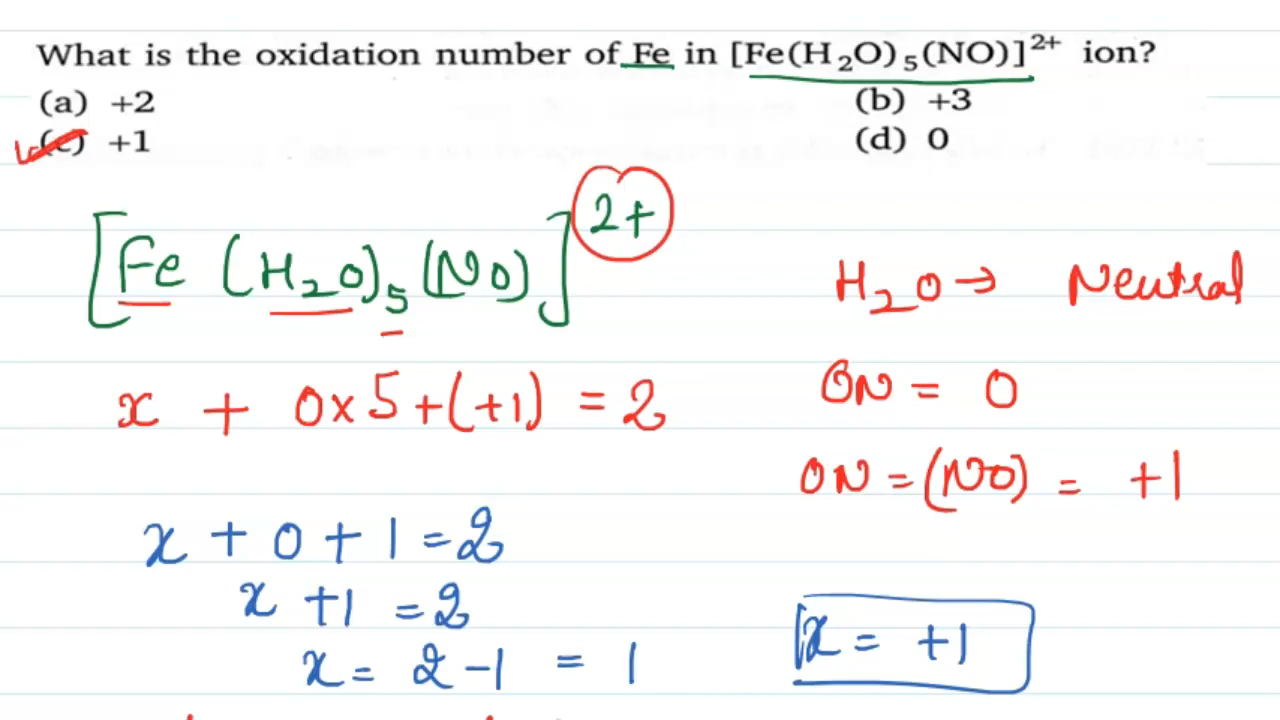 What is the oxidation number of Fe in [Fe(H₂O)₅(NO)]²⁺ ion?
(a) +2 (b) +3
(c) +1 (d) 0
[Fe (H₂O)₅ (NO)]²⁺
H₂O → Neutral
x + 0×5 + (+1) = 2
ON = 0
ON = (NO) = +1
x + 0 + 1 = 2
x + 1 = 2
x = 2 - 1 = 1
x = +1